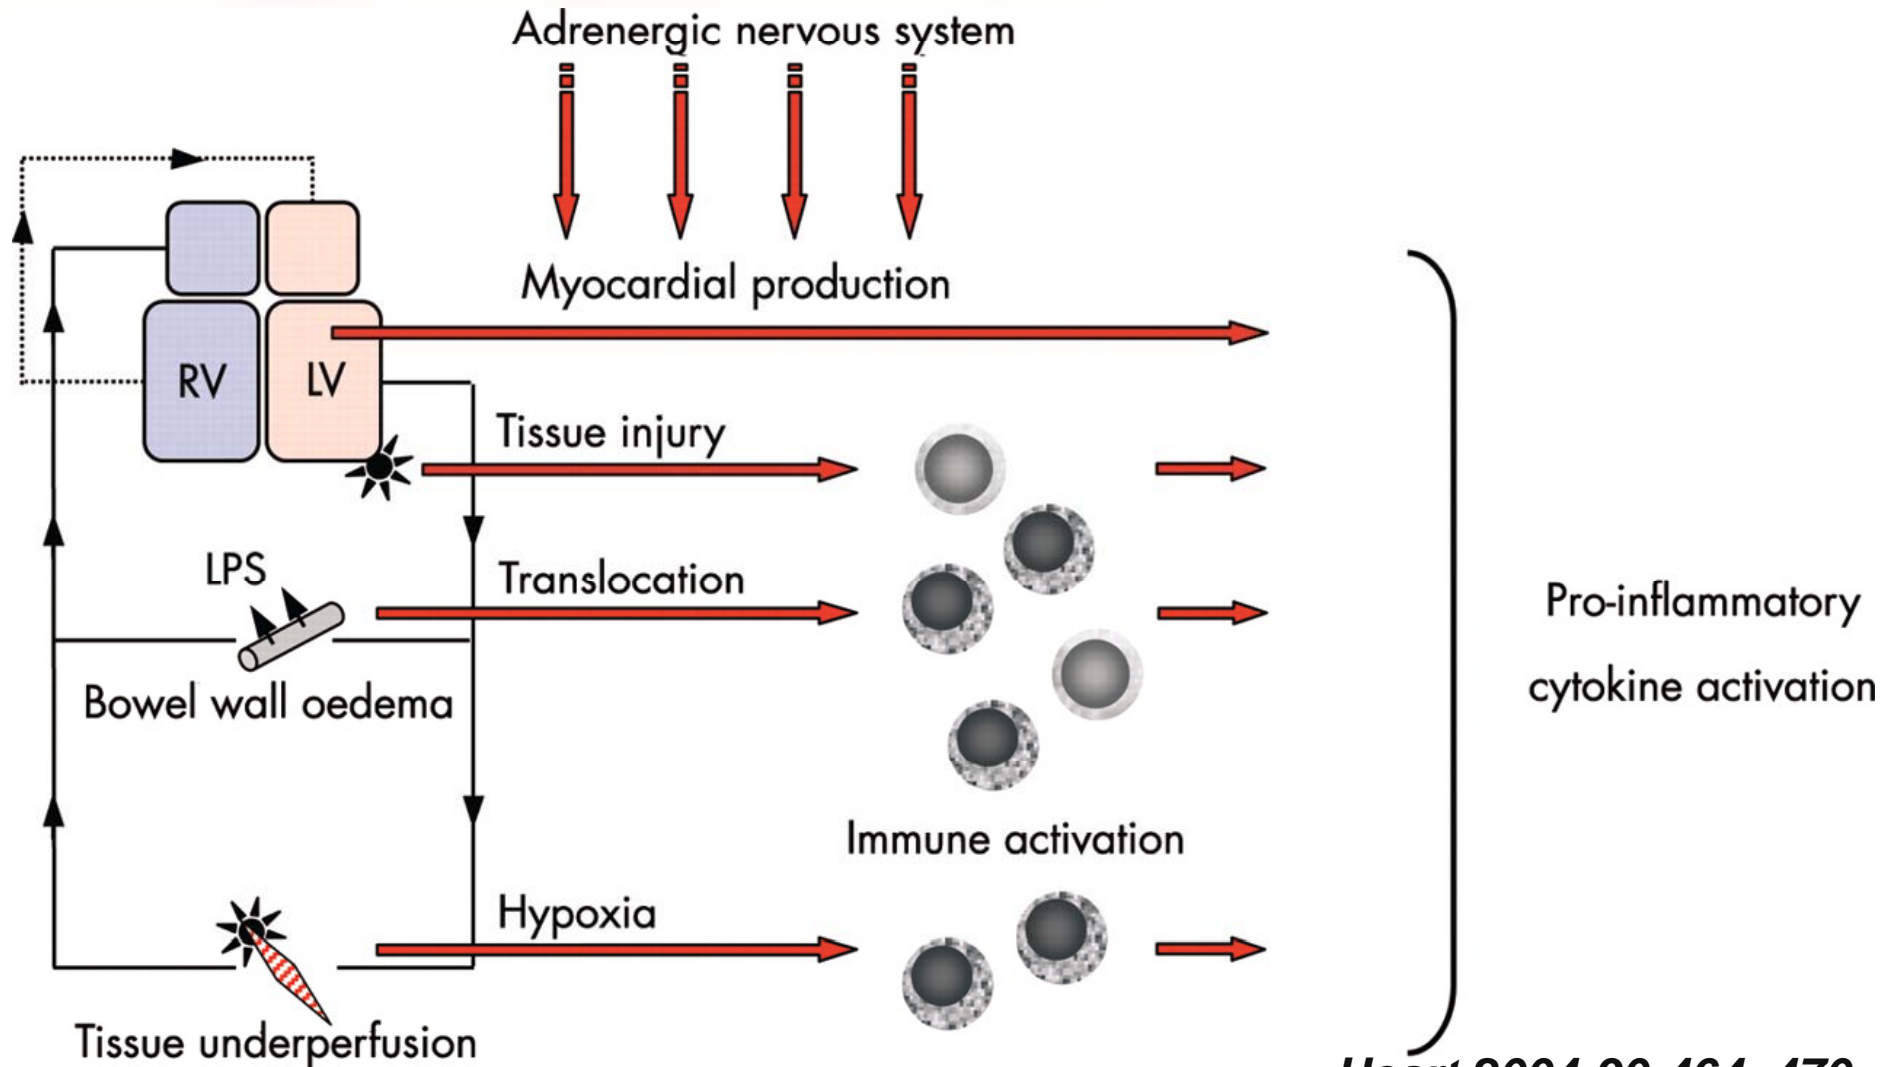 Adrenergic nervous system
Myocardial production
RV
LV
Tissue injury
LPS
Translocation
Bowel wall oedema
Pro-inflammatory
cytokine activation
Immune activation
Hypoxia
Tissue underperfusion